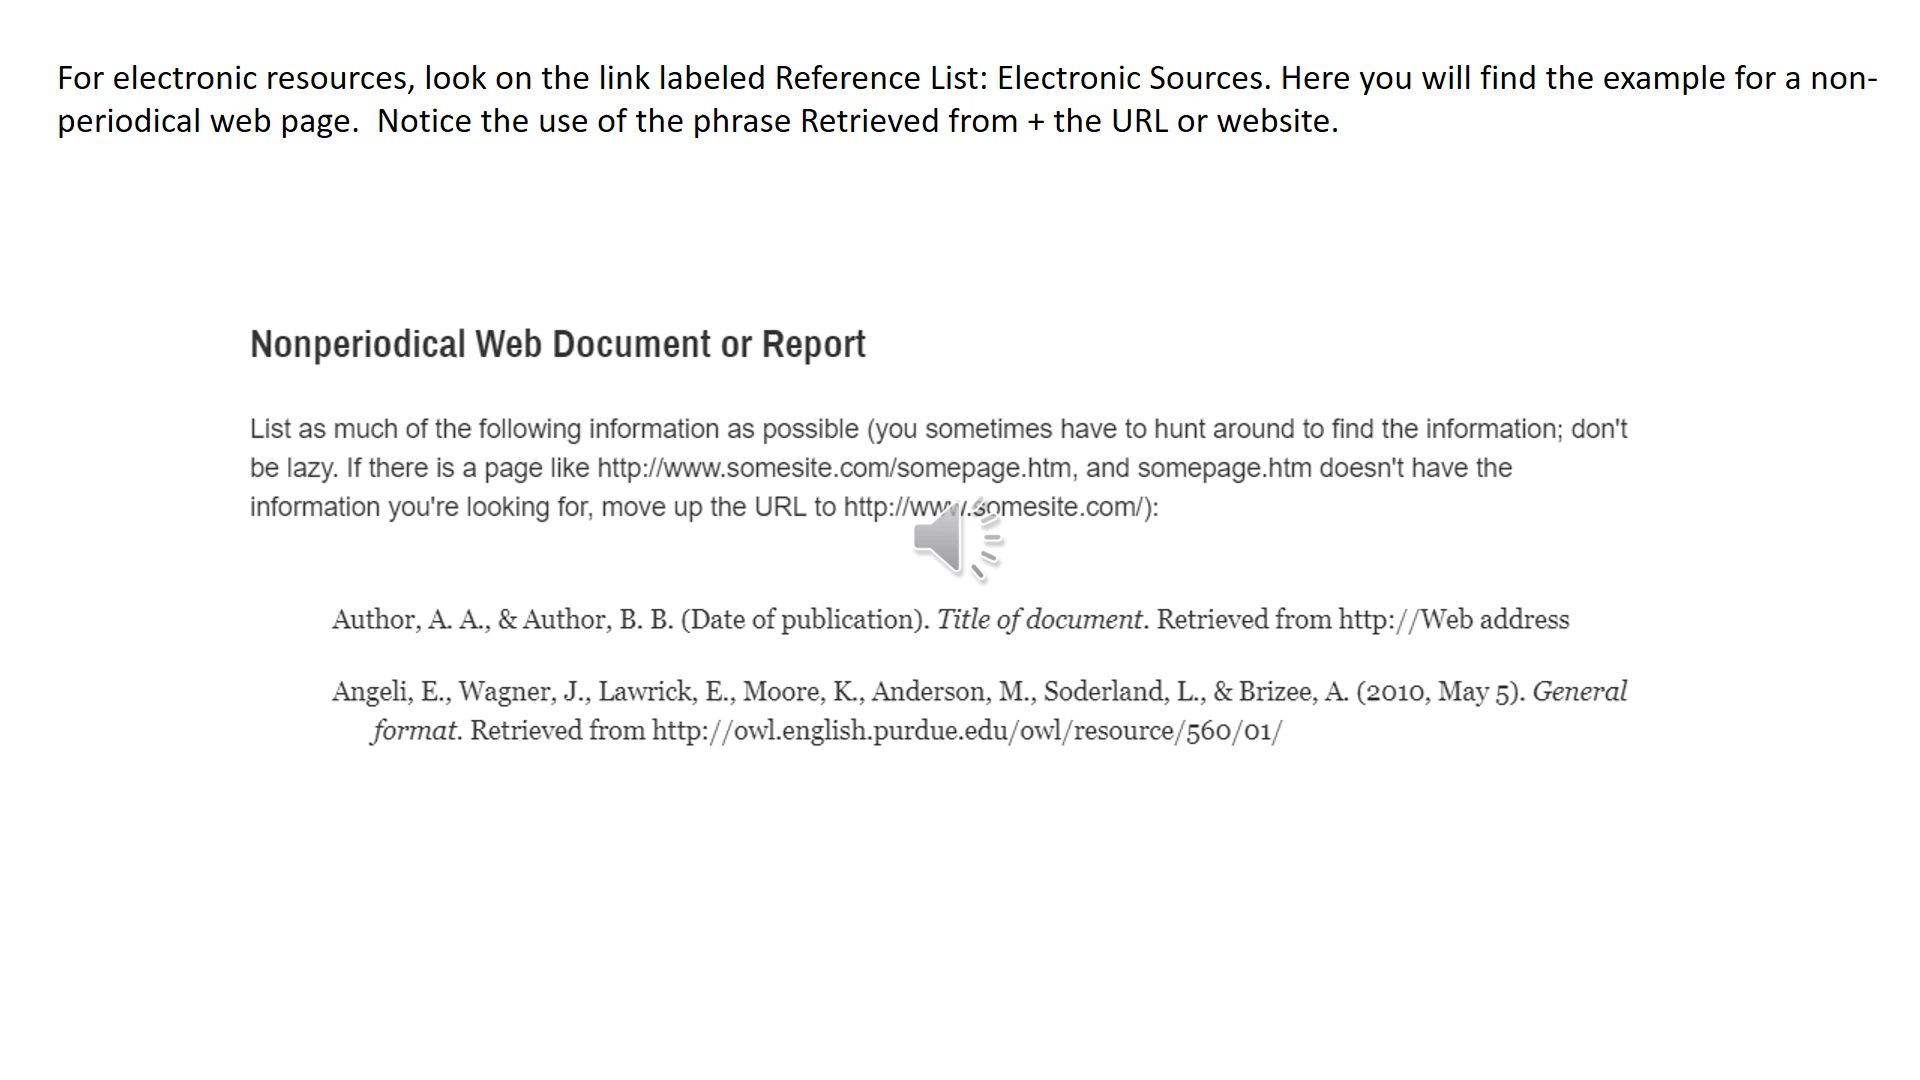 For electronic resources, look on the link labeled Reference List: Electronic Sources. Here you will find the example for a non-
periodical web page.  Notice the use of the phrase Retrieved from + the URL or website.
Nonperiodical Web Document or Report
List as much of the following information as possible (you sometimes have to hunt around to find the information; don't
be lazy. If there is a page like http://www.somesite.com/somepage.htm, and somepage.htm doesn't have the
information you're looking for, move up the URL to http://www.somesite.com/):
Author, A. A., & Author, B. B. (Date of publication). Title of document. Retrieved from http://Web address
Angeli, E., Wagner, J., Lawrick, E., Moore, K., Anderson, M., Soderland, L., & Brizee, A. (2010, May 5). General
format. Retrieved from http://owl.english.purdue.edu/owl/resource/560/01/